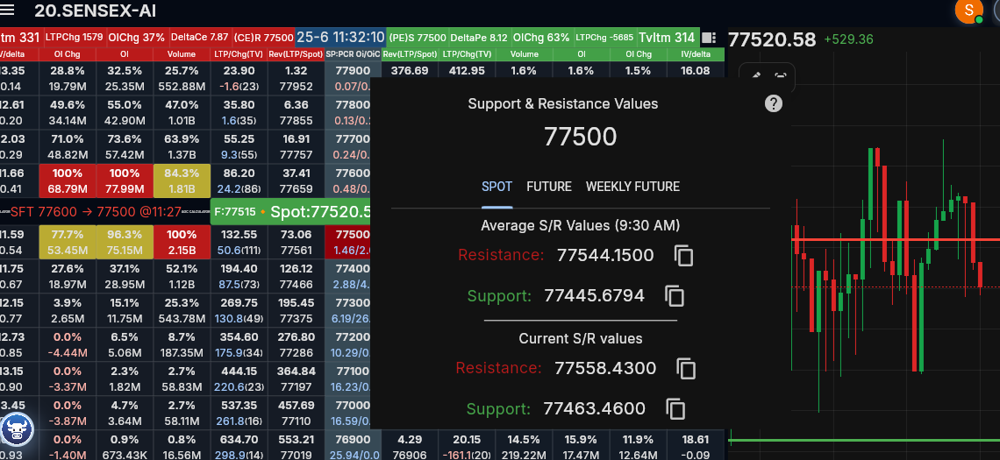 20.SENSEX-AI
S
ltm 331 LTPChg 1579 OIChg 37% DeltaCe 7.87 (CE)R 77500 25-6 11:32:10 (PE)S 77500 DeltaPe 8.12 OIChg 63% LTPChg -5685 TvItm 314
77520.58 +529.36
V/delta OI Chg OI Volume LTP/Chg(TV) Rev(LTP/Spot) SP:PCR Oi/OiC Rev(LTP/Spot) LTP/Chg(TV) Volume OI OI Chg IV/delta
3.35 28.8% 32.5% 25.7% 23.90 1.32 77900 376.69 412.95 1.6% 1.6% 1.5% 16.08
0.14 19.79M 25.35M 552.88M -1.6(23) 77952 0.07/0.
2.61 49.6% 55.0% 47.0% 35.80 6.36 77800
0.20 34.14M 42.90M 1.01B 1.6(35) 77855 0.13/0.
2.03 71.0% 73.6% 63.9% 55.25 16.91 77700
0.29 48.82M 57.42M 1.37B 9.3(55) 77757 0.24/0.
1.66 100% 100% 84.3% 86.20 37.41 77600
0.41 68.79M 77.99M 1.81B 24.2(86) 77659 0.48/0.
SFT 77600 → 77500 @11:27 F:77515 Spot:77520.5
1.59 77.7% 96.3% 100% 132.55 73.06 77500
0.54 53.45M 75.15M 2.15B 50.6(111) 77561 1.46/2.
1.75 27.6% 37.1% 52.1% 194.40 126.12 77400
0.67 18.97M 28.95M 1.12B 87.5(73) 77466 2.88/4.
2.15 3.9% 15.1% 25.3% 269.75 195.45 77300
0.77 2.65M 11.75M 543.78M 130.8(49) 77375 6.19/26
2.73 0.0% 6.5% 8.7% 354.60 276.80 77200
0.85 -4.44M 5.06M 187.35M 175.9(34) 77286 10.29/0.
3.15 0.0% 2.3% 2.7% 444.15 364.84 77100
0.90 -3.37M 1.82M 58.83M 220.6(23) 77197 16.23/0.
3.45 0.0% 4.7% 2.7% 537.35 457.69 77000
-3.87M 3.64M 58.11M 261.8(16) 77110 16.59/0.
0.0% 0.9% 0.8% 634.70 553.21 76900 4.29 20.15 14.5% 15.9% 11.9% 18.61
0.93 -1.40M 673.43K 16.56M 298.9(14) 77019 25.94/0.0 76906 -161.1(20) 219.22M 17.47M 12.64M -0.09
Support & Resistance Values
?
77500
SPOT FUTURE WEEKLY FUTURE
Average S/R Values (9:30 AM)
Resistance: 77544.1500
Support: 77445.6794
Current S/R values
Resistance: 77558.4300
Support: 77463.4600